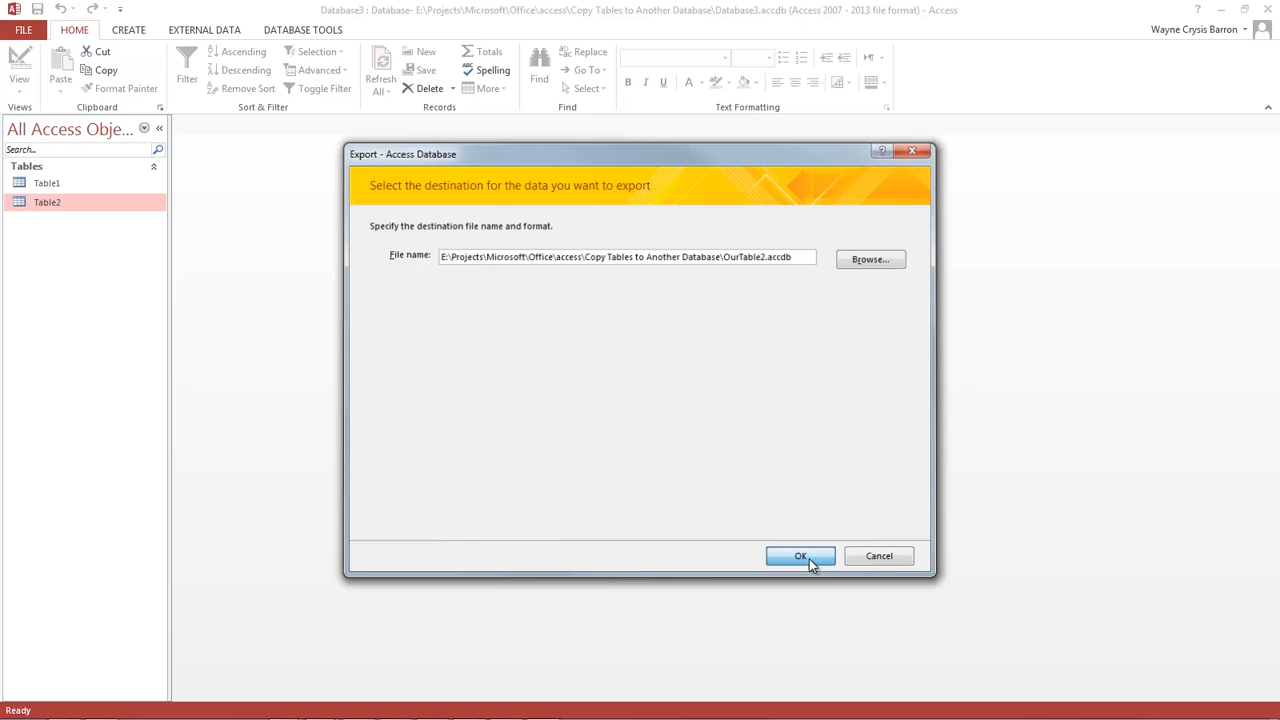 Database3 : Database- E:\Projects\Microsoft\Office\access\Copy Tables to Another Database\Database3.accdb (Access 2007 - 2013 file format) - Access
FILE HOME CREATE EXTERNAL DATA DATABASE TOOLS Wayne Crysis Barron
View
Views
Paste
Cut
Copy
Painter
Clipboard
Filter
Ascending
Descending
Remove Sort
Selection
Advanced
Toggle Filter
Sort & Filter
Refresh
All
New
Save
Delete
Totals
Spelling
More
Records
Find
Replace
Go To
Select
Find
B I U A
Text Formatting
All Access Obje...
Search...
Tables
Table1
Table2
Export - Access Database
Select the destination for the data you want to export
Specify the destination file name and format.
File name: E:\Projects\Microsoft\Office\access\Copy Tables to Another Database\OurTable2.accdb Browse...
OK Cancel
Ready